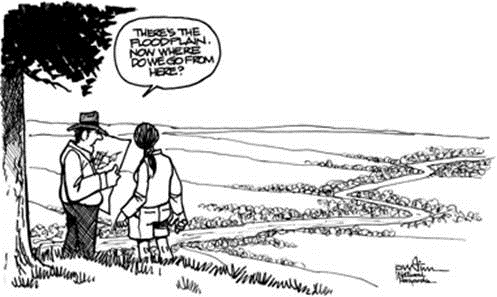 THERE'S THE
FLOODPLAIN.
NOW WHERE
DO WE GO FROM
HERE?